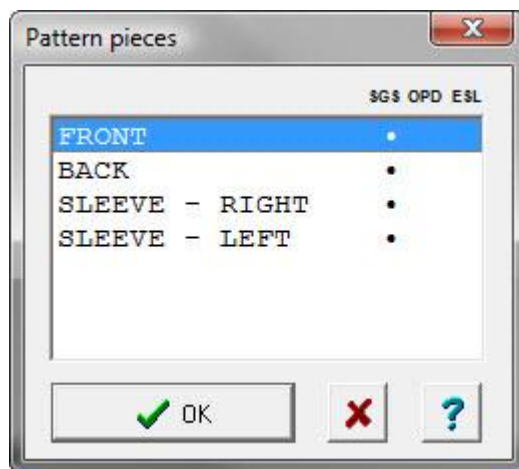 Pattern pieces
SGS OPD ESL
FRONT •
BACK •
SLEEVE - RIGHT •
SLEEVE - LEFT •
OK
?